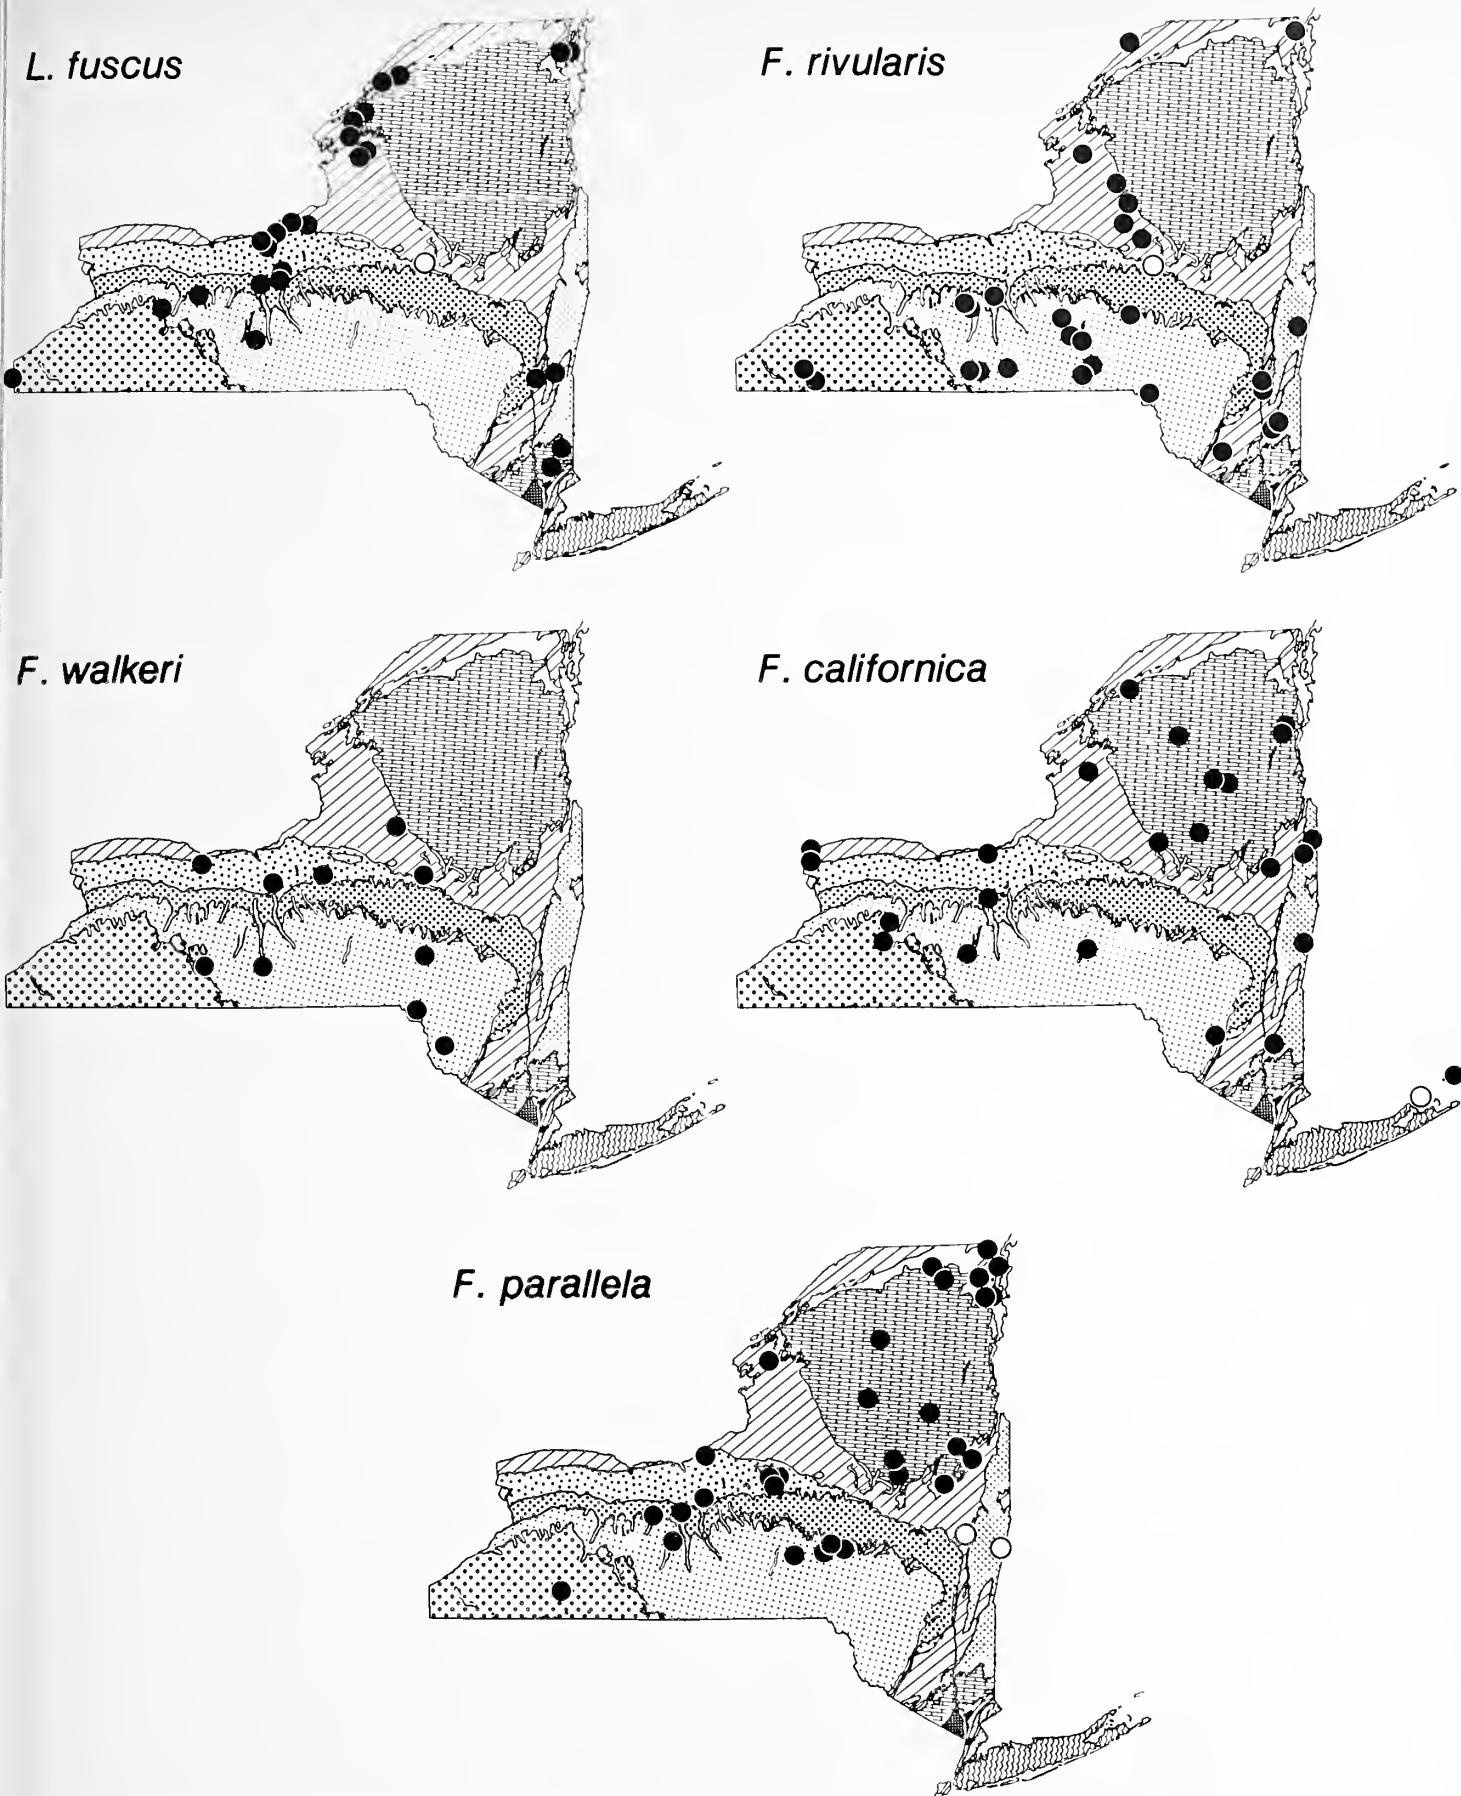 L. fuscus
F. rivularis
F. walkeri
F. californica
F. parallela